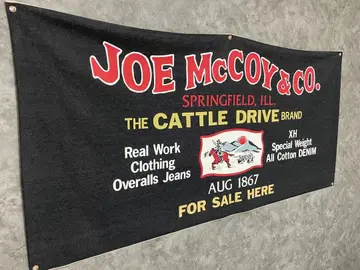 JOE McCOY & CO.
SPRINGFIELD, ILL.
THE CATTLE DRIVE BRAND
Real Work
Clothing
Overalls Jeans
XH
Special Weight
All Cotton DENIM
AUG 1867
FOR SALE HERE